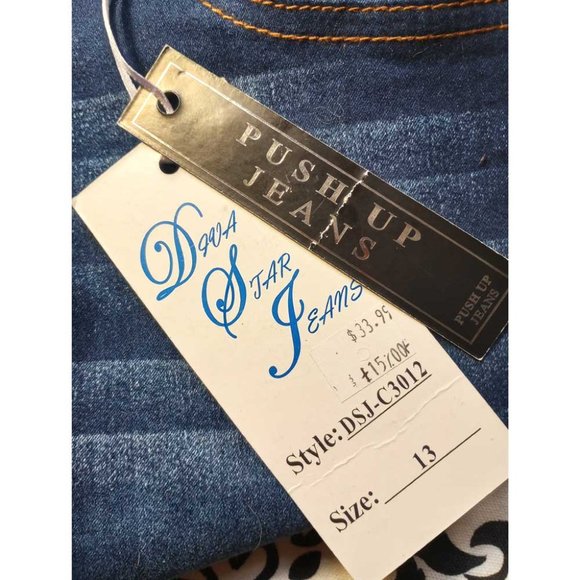 PUSH UP
JEANS
PUSH UP
JEANS
DIVA
STAR
JEANS
$33.99
Style: DSJ-C3012
Size: 13